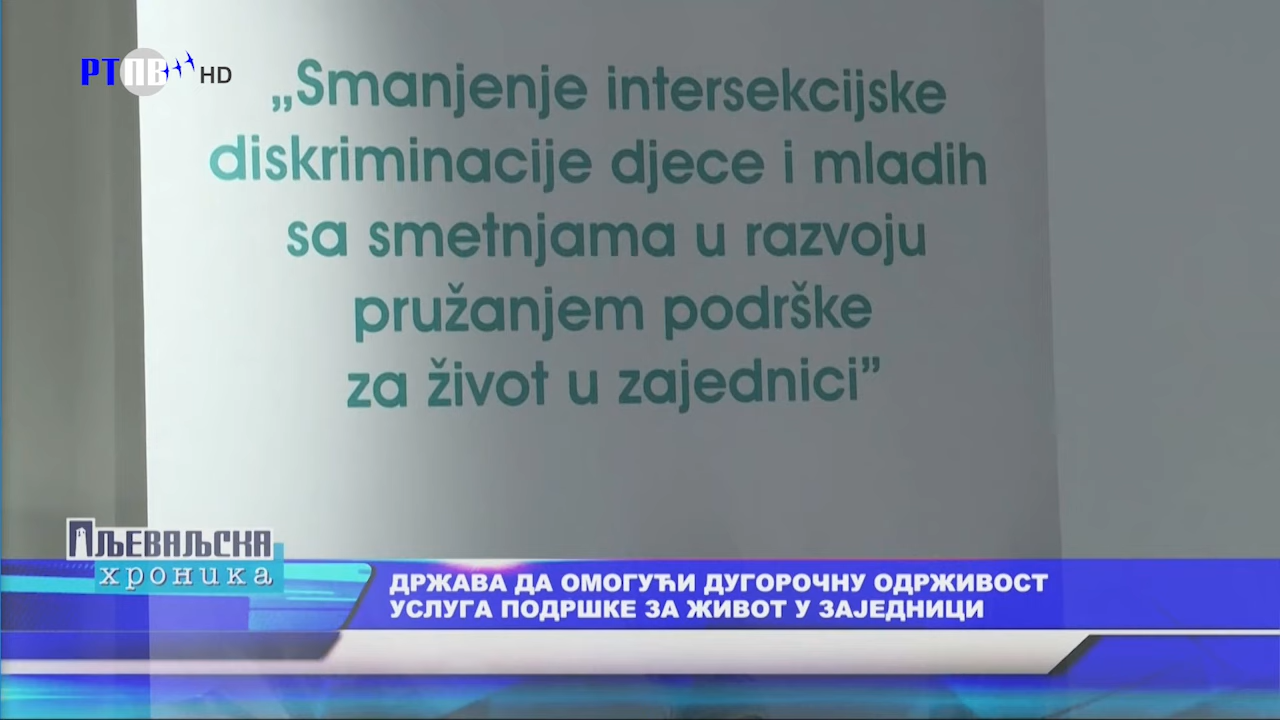 РТПВ HD
„Smanjenje intersekcijske
diskriminacije djece i mladih
sa smetnjama u razvoju
pružanjem podrške
za život u zajednici”
Пљеваљска
хроника
ДРЖАВА ДА ОМОГУЋИ ДУГОРОЧНУ ОДРЖИВОСТ
УСЛУГА ПОДРШКЕ ЗА ЖИВОТ У ЗАЈЕДНИЦИ